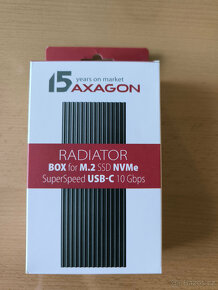 15 years on market
AXAGON
RADIATOR
BOX for M.2 SSD NVMe
SuperSpeed USB-C 10 Gbps